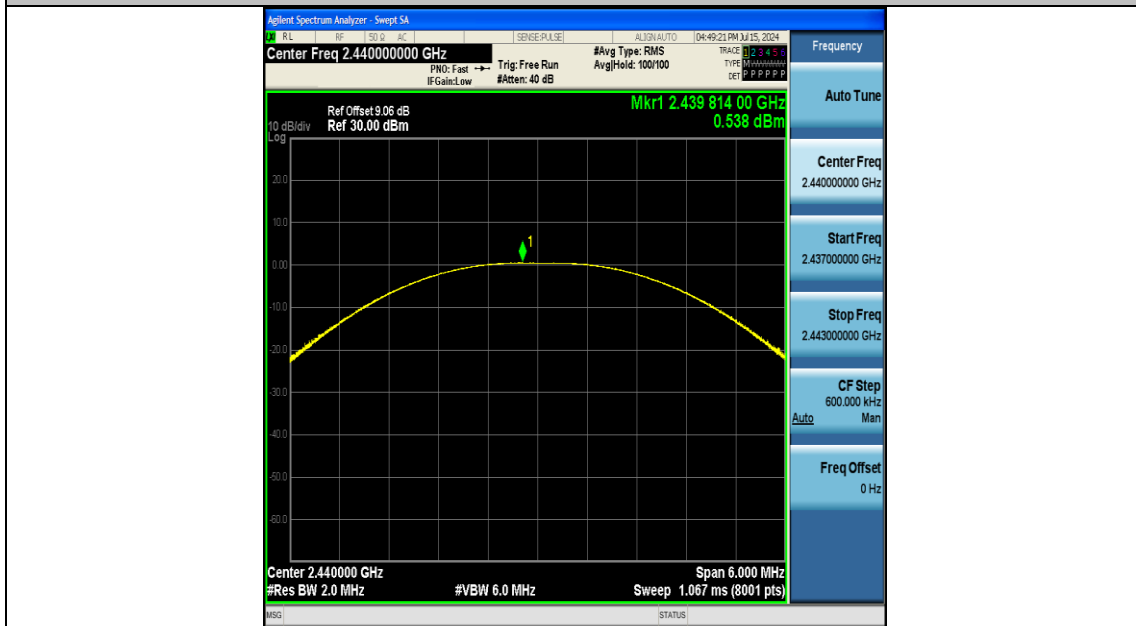 Agilent Spectrum Analyzer - Swept SA
RL RF 50 Ω AC SENSE:PULSE ALIGN AUTO 04:49:21 PM Jul 15, 2024
Center Freq 2.440000000 GHz
PNO: Fast
IFGain:Low
Trig: Free Run
#Atten: 40 dB
#Avg Type: RMS
Avg|Hold: 100/100
TRACE 1 2 3 4 5 6
TYPE M
DET P P P P P P
Ref Offset 9.06 dB
10 dB/div Ref 30.00 dBm
Log
Mkr1 2.439 814 00 GHz
0.538 dBm
20.0
10.0
0.00
-10.0
-20.0
-30.0
-40.0
-50.0
-60.0
1
Center 2.440000 GHz Span 6.000 MHz
#Res BW 2.0 MHz #VBW 6.0 MHz Sweep 1.067 ms (8001 pts)
MSG STATUS
Frequency
Auto Tune
Center Freq
2.440000000 GHz
Start Freq
2.437000000 GHz
Stop Freq
2.443000000 GHz
CF Step
600.000 kHz
Auto Man
Freq Offset
0 Hz